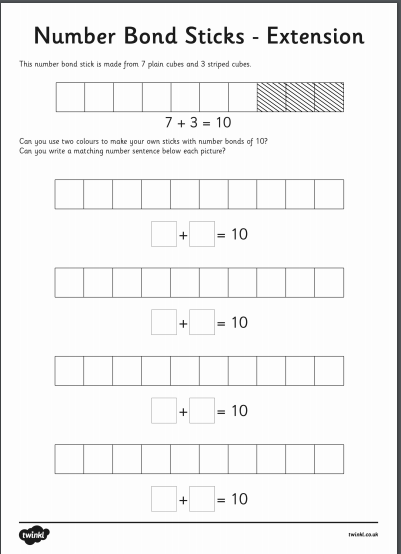 Number Bond Sticks - Extension
This number bond stick is made from 7 plain cubes and 3 striped cubes.
7 + 3 = 10
Can you use two colours to make your own sticks with number bonds of 10?
Can you write a matching number sentence below each picture?
+ = 10
+ = 10
+ = 10
+ = 10
twinkl
twinkl.co.uk